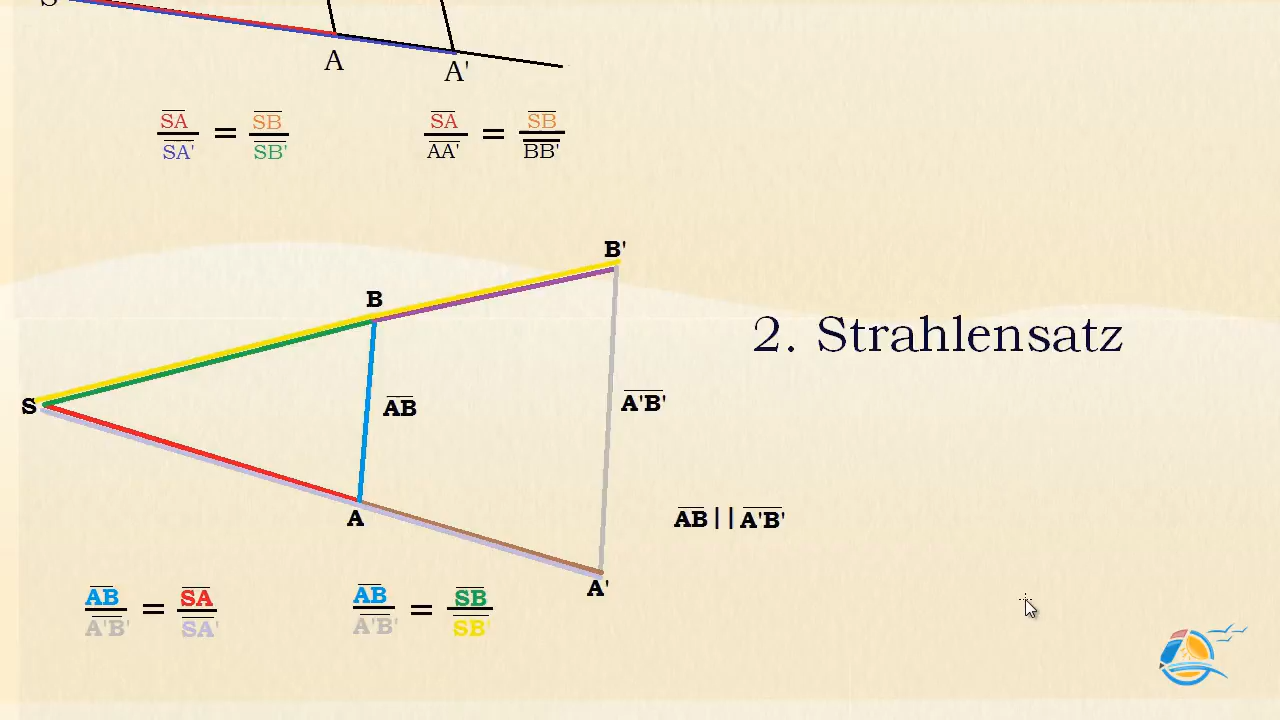 S
A
A'
SA = SB
SA' SB'
SA = SB
AA' BB'
B'
B
2. Strahlensatz
S
AB
A'B'
A
AB||A'B'
A'
AB = SA
A'B' SA'
AB = SB
A'B' SB'